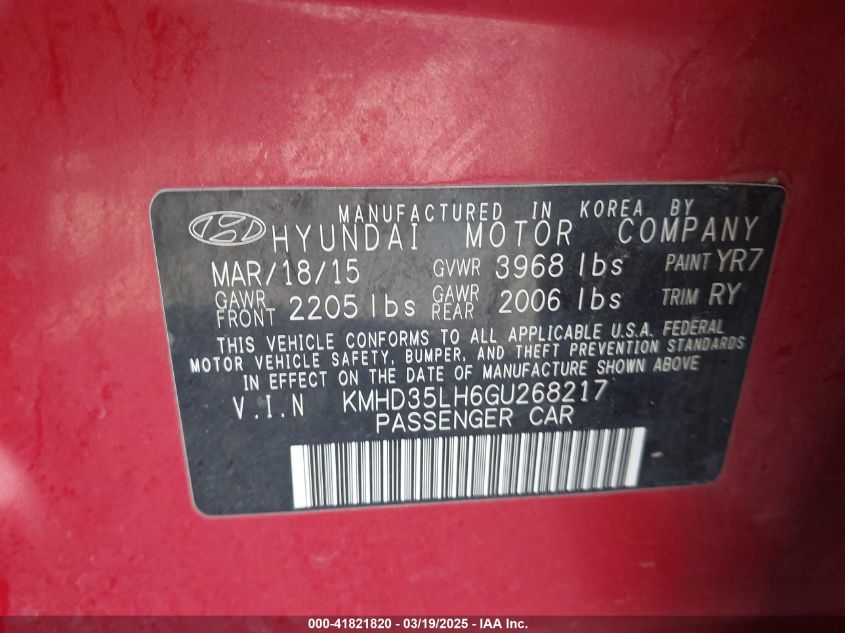 MANUFACTURED IN KOREA BY
HYUNDAI MOTOR COMPANY
MAR/18/15 GVWR 3968 lbs PAINT YR7
GAWR FRONT 2205 lbs GAWR REAR 2006 lbs TRIM RY
THIS VEHICLE CONFORMS TO ALL APPLICABLE U.S.A. FEDERAL
MOTOR VEHICLE SAFETY, BUMPER, AND THEFT PREVENTION STANDARDS
IN EFFECT ON THE DATE OF MANUFACTURE SHOWN ABOVE
V.I.N KMHD35LH6GU268217
PASSENGER CAR
000-41821820 - 03/19/2025 - IAA Inc.